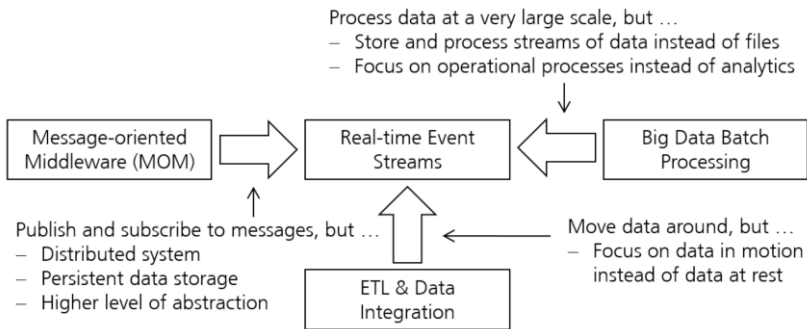 Process data at a very large scale, but …
– Store and process streams of data instead of files
– Focus on operational processes instead of analytics
Message-oriented
Middleware (MOM)
Real-time Event
Streams
Big Data Batch
Processing
Publish and subscribe to messages, but …
– Distributed system
– Persistent data storage
– Higher level of abstraction
Move data around, but …
– Focus on data in motion
instead of data at rest
ETL & Data
Integration